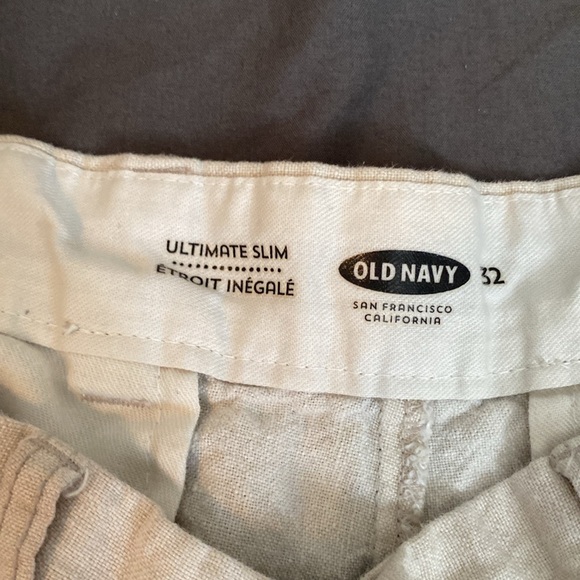 ULTIMATE SLIM
ÉTROIT INÉGALÉ
OLD NAVY 32
SAN FRANCISCO
CALIFORNIA